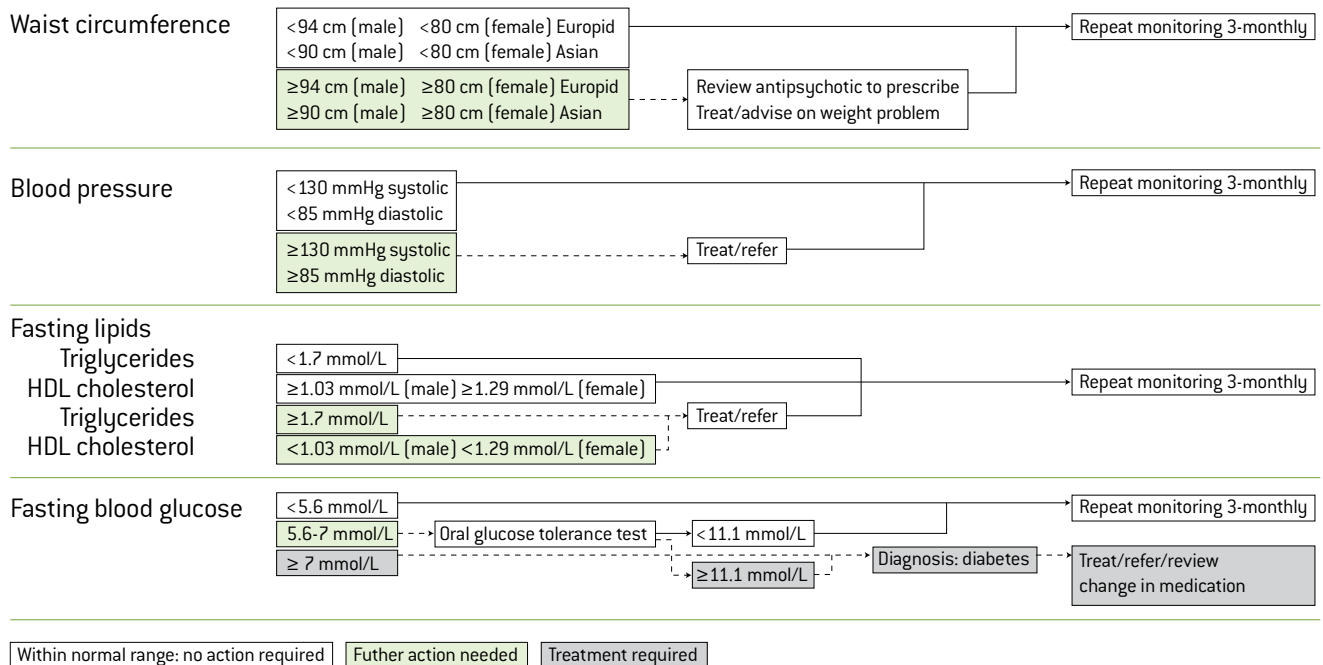 Waist circumference
<94 cm (male) <80 cm (female) Europid
<90 cm (male) <80 cm (female) Asian
Repeat monitoring 3-monthly
≥94 cm (male) ≥80 cm (female) Europid
≥90 cm (male) ≥80 cm (female) Asian
Review antipsychotic to prescribe
Treat/advise on weight problem
Blood pressure
<130 mmHg systolic
<85 mmHg diastolic
Repeat monitoring 3-monthly
≥130 mmHg systolic
≥85 mmHg diastolic
Treat/refer
Fasting lipids
Triglycerides
<1.7 mmol/L
HDL cholesterol
≥1.03 mmol/L (male) ≥1.29 mmol/L (female)
Repeat monitoring 3-monthly
Triglycerides
≥1.7 mmol/L
Treat/refer
HDL cholesterol
<1.03 mmol/L (male) <1.29 mmol/L (female)
Fasting blood glucose
<5.6 mmol/L
Repeat monitoring 3-monthly
5.6-7 mmol/L
Oral glucose tolerance test
<11.1 mmol/L
≥ 7 mmol/L
≥11.1 mmol/L
Diagnosis: diabetes
Treat/refer/review
change in medication
Within normal range: no action required
Futher action needed
Treatment required